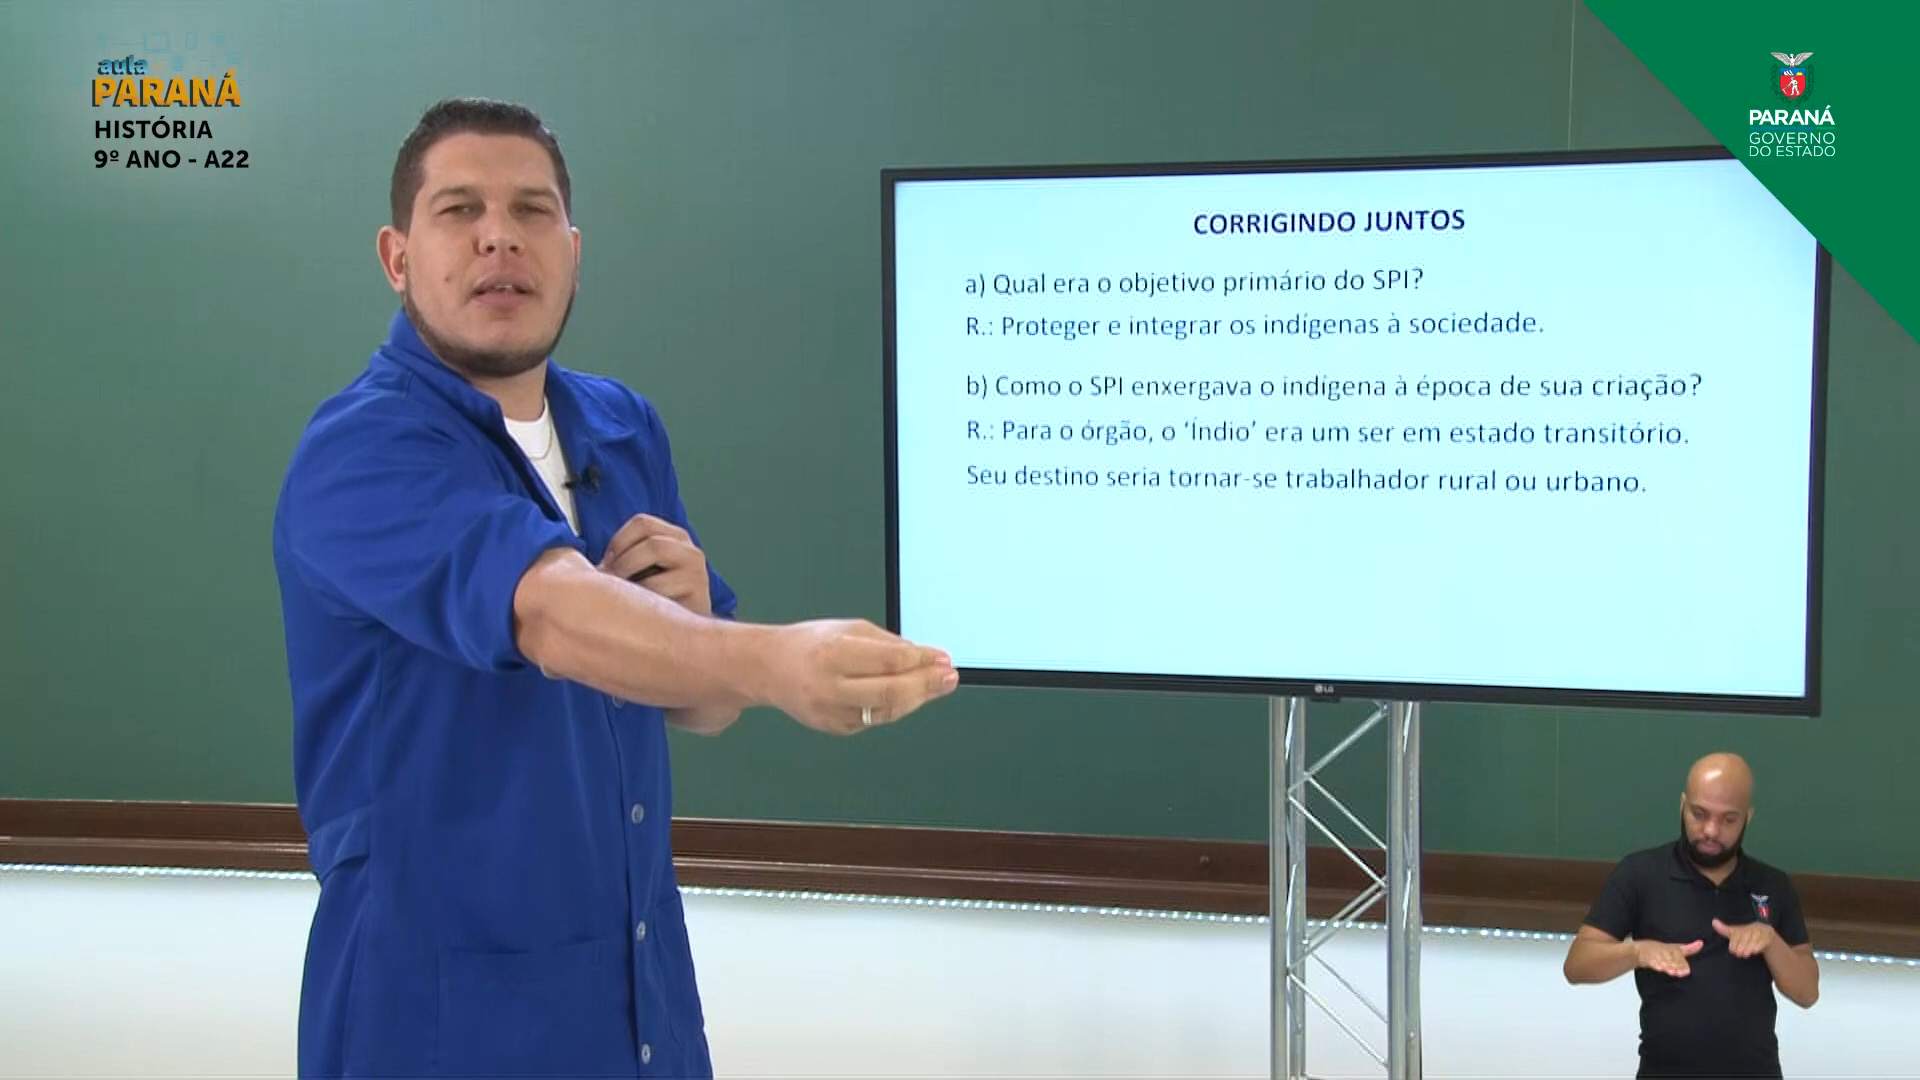 aula
PARANÁ
HISTÓRIA
9º ANO - A22
PARANÁ
GOVERNO
DO ESTADO
CORRIGINDO JUNTOS
a) Qual era o objetivo primário do SPI?
R.: Proteger e integrar os indígenas à sociedade.
b) Como o SPI enxergava o indígena à época de sua criação?
R.: Para o órgão, o ‘Índio’ era um ser em estado transitório.
Seu destino seria tornar-se trabalhador rural ou urbano.
LG